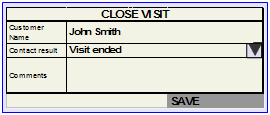 CLOSE VISIT
Customer
Name
John Smith
Contact result
Visit ended
Comments
SAVE